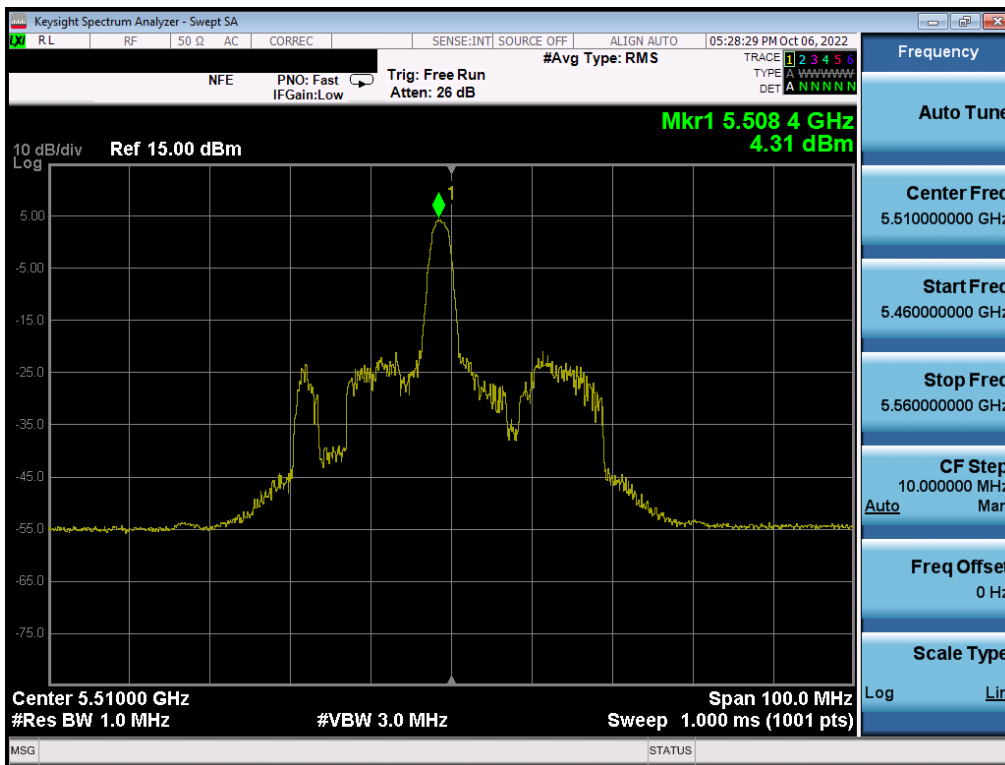 Keysight Spectrum Analyzer - Swept SA
LXI RL RF 50 Ω AC CORREC SENSE:INT SOURCE OFF ALIGN AUTO 05:28:29 PM Oct 06, 2022
NFE PNO: Fast IFGain:Low
Trig: Free Run
Atten: 26 dB
#Avg Type: RMS
TRACE 1 2 3 4 5 6
TYPE A WWWWW
DET A N N N N N
Mkr1 5.508 4 GHz
4.31 dBm
10 dB/div Ref 15.00 dBm
Log
1
5.00
-5.00
-15.0
-25.0
-35.0
-45.0
-55.0
-65.0
-75.0
Center 5.51000 GHz Span 100.0 MHz
#Res BW 1.0 MHz #VBW 3.0 MHz Sweep 1.000 ms (1001 pts)
MSG STATUS
Frequency
Auto Tune
Center Freq
5.510000000 GHz
Start Freq
5.460000000 GHz
Stop Freq
5.560000000 GHz
CF Step
10.000000 MHz
Auto Man
Freq Offset
0 Hz
Scale Type
Log Lin